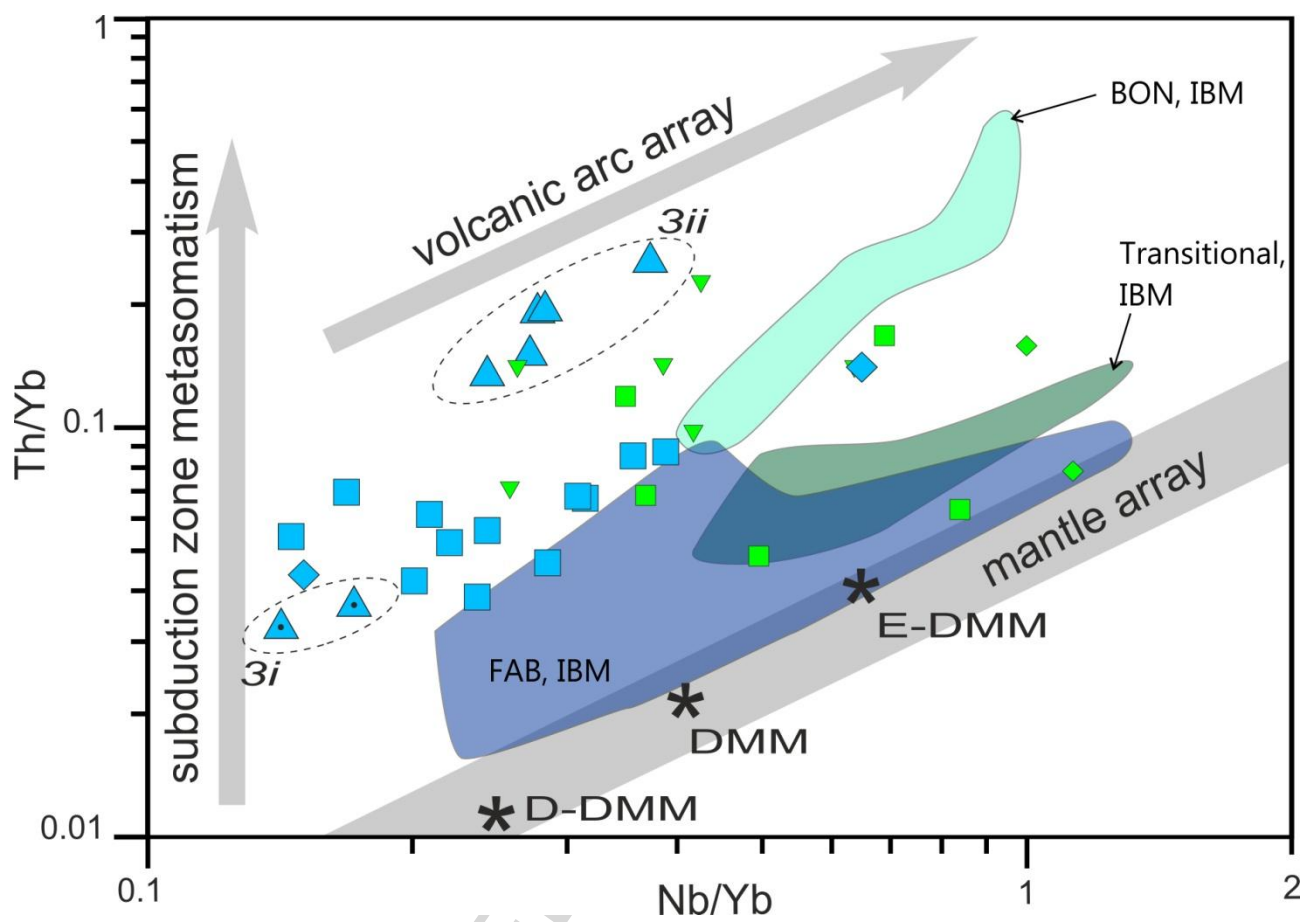 1
BON, IBM
volcanic arc array
3ii
Transitional,
IBM
subduction zone metasomatism
Th/Yb
0.1
mantle array
E-DMM
3i
FAB, IBM
DMM
D-DMM
0.01
0.1
Nb/Yb
1
2